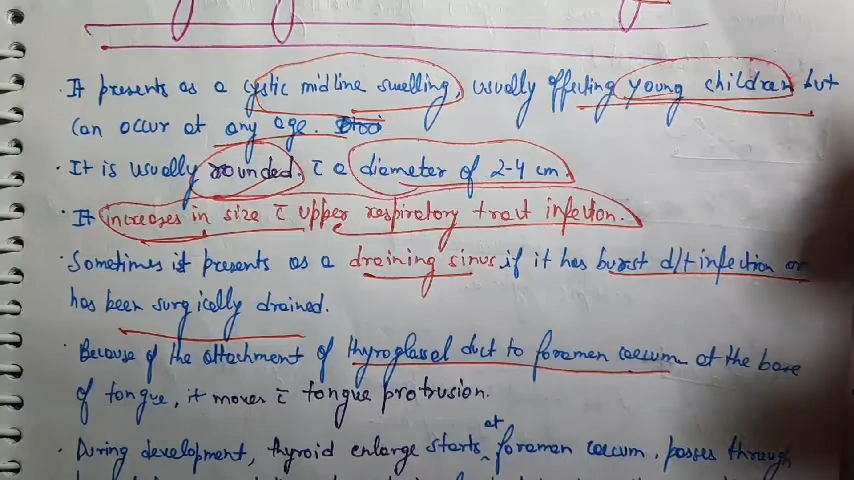 · It presents as a cystic midline swelling, usually affecting young children but
can occur at any age.
· It is usually rounded. c̄ a diameter of 2-4 cm.
· It increases in size c̄ upper respiratory tract infection.
· Sometimes it presents as a draining sinus if it has burst d/t infection or
has been surgically drained.
· Because of the attachment of thyroglossal duct to foramen caecum at the base
of tongue, it moves c̄ tongue protrusion.
· During development, thyroid enlarge starts at foramen caecum, passes through